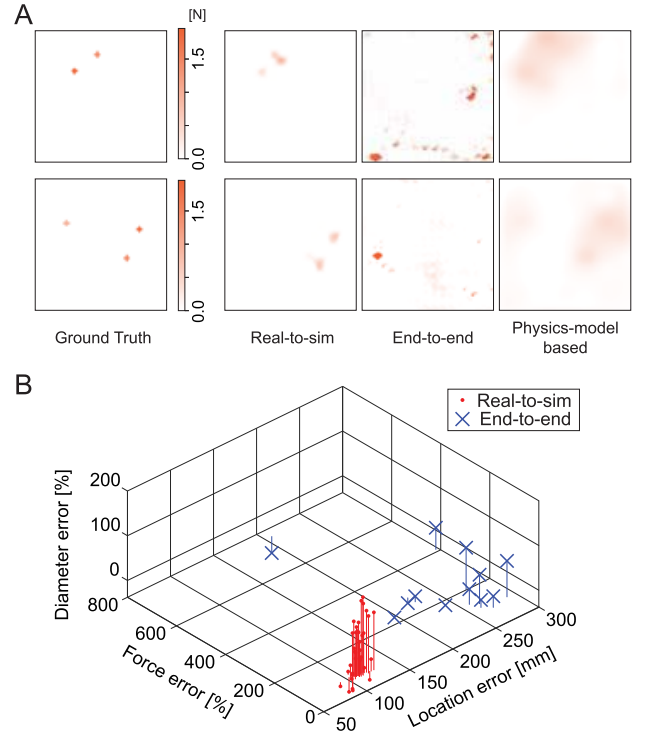 A
[N]
1.5
0.0
1.5
0.0
Ground Truth
Real-to-sim
End-to-end
Physics-model
based
B
Real-to-sim
End-to-end
Diameter error [%]
200
100
0
800
600
400
200
0
Force error [%]
50
100
150
200
250
300
Location error [mm]